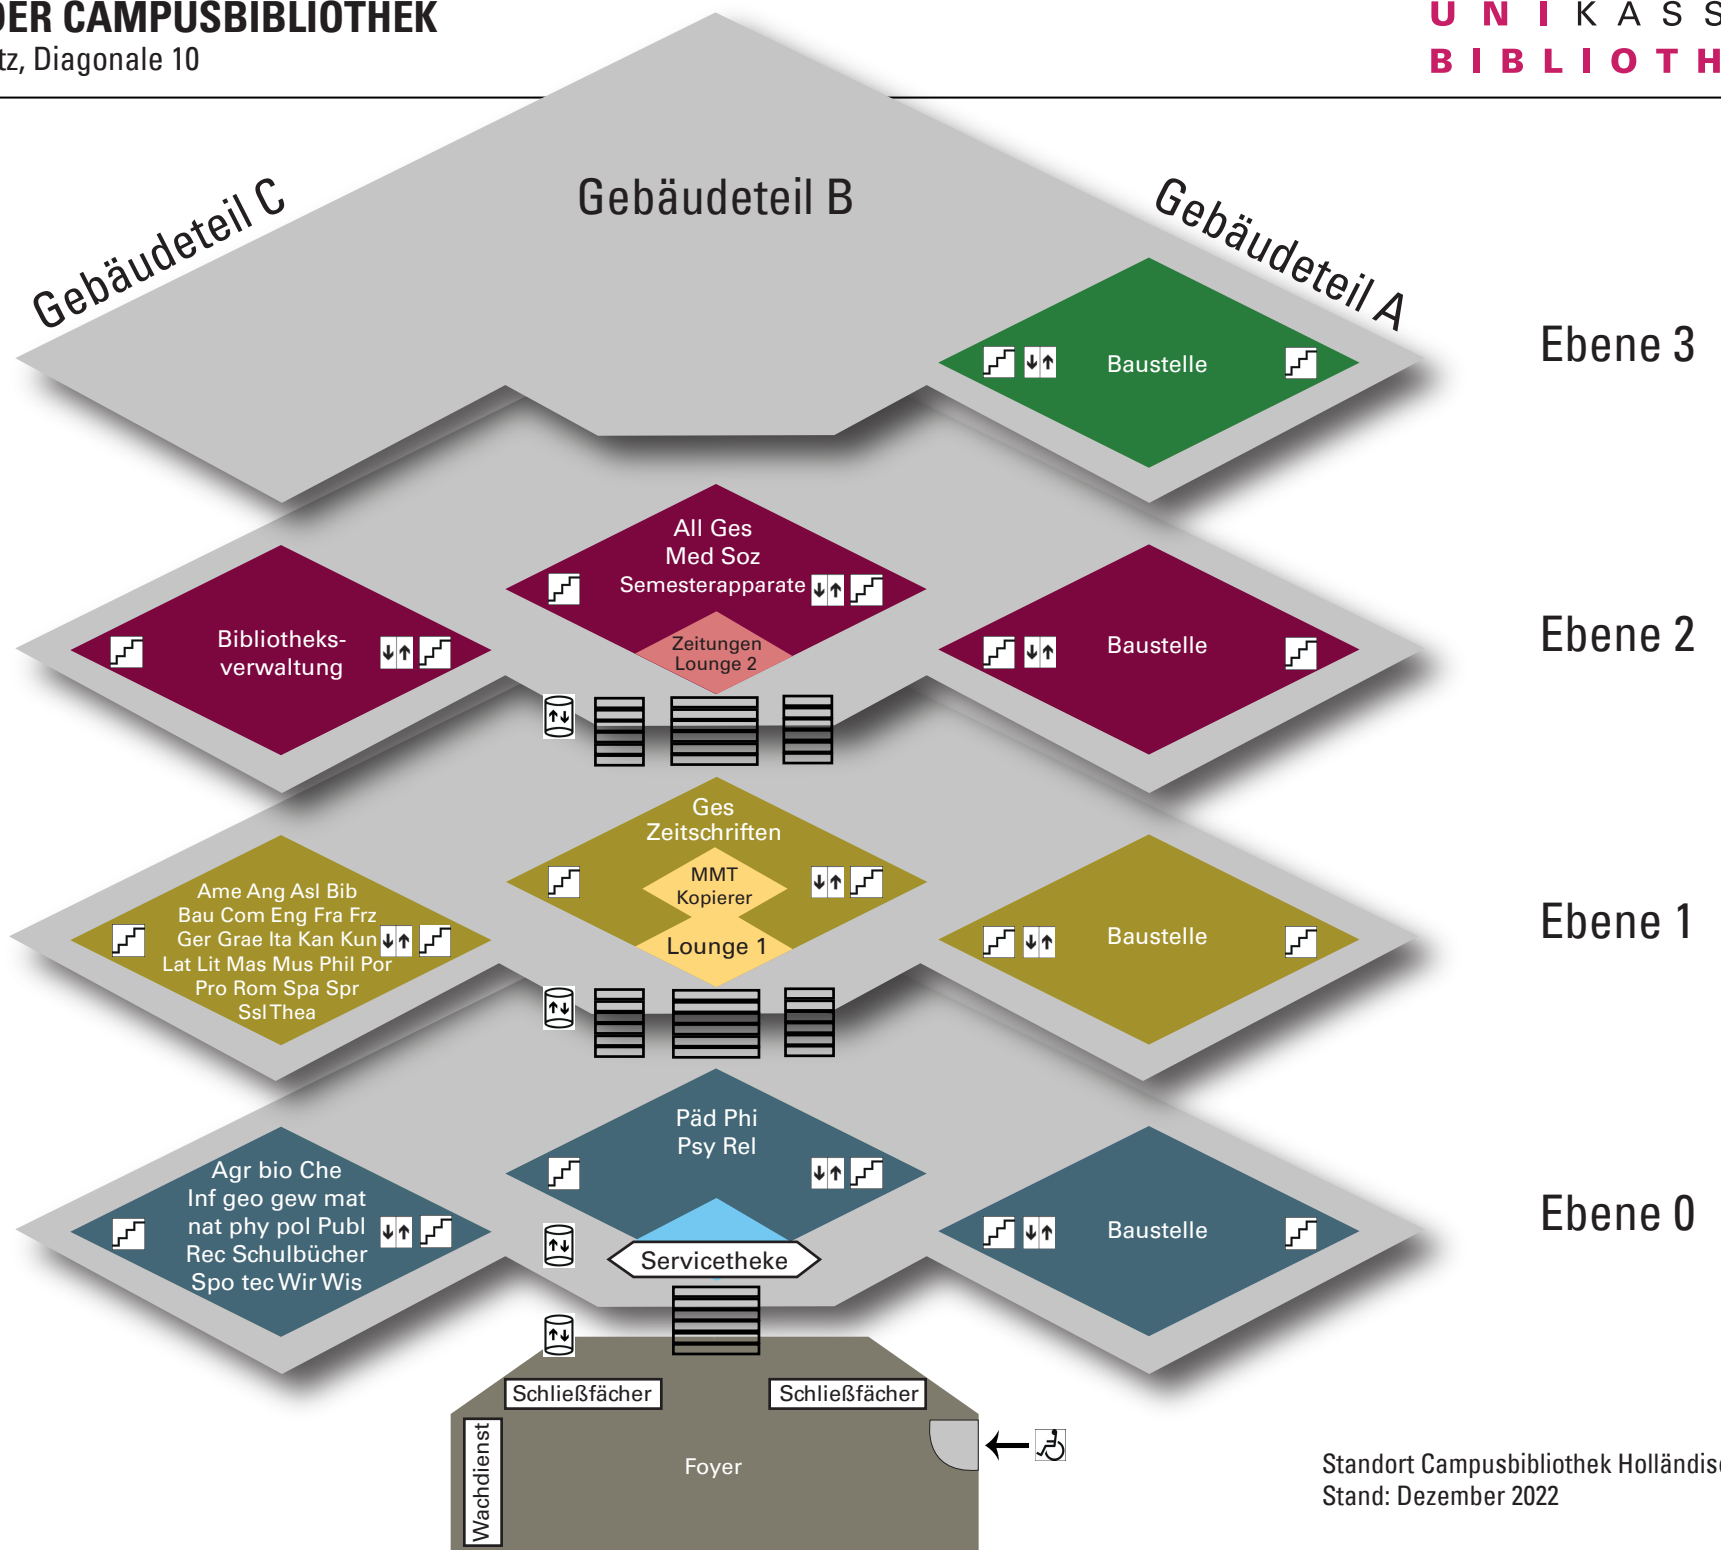 DER CAMPUSBIBLIOTHEK
tz, Diagonale 10
UNIKASS
BIBLIOTH
Gebäudeteil C
Gebäudeteil B
Gebäudeteil A
Baustelle
Ebene 3
All Ges
Med Soz
Semesterapparate
Zeitungen
Lounge 2
Bibliotheks-
verwaltung
Baustelle
Ebene 2
Ges
Zeitschriften
MMT
Kopierer
Lounge 1
Ame Ang Asl Bib
Bau Com Eng Fra Frz
Ger Grae Ita Kan Kun
Lat Lit Mas Mus Phil Por
Pro Rom Spa Spr
Ssl Thea
Baustelle
Ebene 1
Päd Phi
Psy Rel
Servicetheke
Agr bio Che
Inf geo gew mat
nat phy pol Publ
Rec Schulbücher
Spo tec Wir Wis
Baustelle
Ebene 0
Schließfächer
Schließfächer
Wachdienst
Foyer
Standort Campusbibliothek Holländis
Stand: Dezember 2022